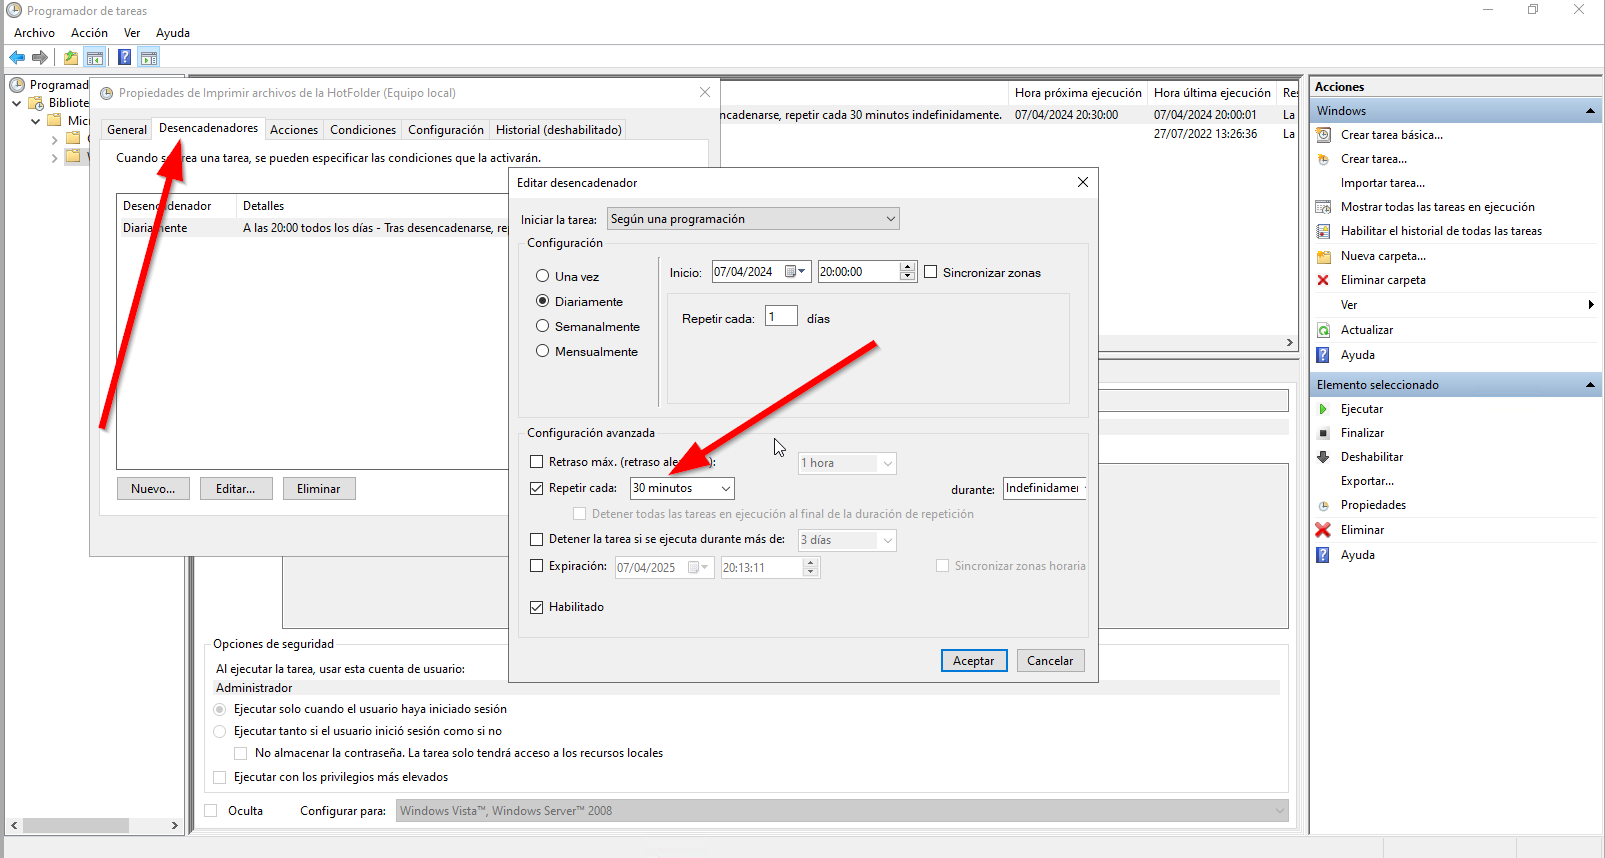 Programador de tareas
Archivo Acción Ver Ayuda
Programad
Bibliote
Mic
Propiedades de Imprimir archivos de la HotFolder (Equipo local)
General Desencadenadores Acciones Condiciones Configuración Historial (deshabilitado)
Cuando se crea una tarea, se pueden especificar las condiciones que la activarán.
Desencadenador Detalles
Diariamente A las 20:00 todos los días - Tras desencadenarse, re
Nuevo... Editar... Eliminar
Hora próxima ejecución Hora última ejecución Res
ncadenarse, repetir cada 30 minutos indefinidamente. 07/04/2024 20:30:00 07/04/2024 20:00:01 La
27/07/2022 13:26:36 La
Editar desencadenador
Iniciar la tarea: Según una programación
Configuración
Una vez
Diariamente
Semanalmente
Mensualmente
Inicio: 07/04/2024 20:00:00 Sincronizar zonas
Repetir cada: 1 días
Configuración avanzada
Retraso máx. (retraso 1 hora
Repetir cada: 30 minutos durante: Indefinidamer
Detener todas las tareas en ejecución al final de la duración de repetición
Detener la tarea si se ejecuta durante más de: 3 días
Expiración: 07/04/2025 20:13:11 Sincronizar zonas horaria
Habilitado
Aceptar Cancelar
Opciones de seguridad
Al ejecutar la tarea, usar esta cuenta de usuario:
Administrador
Ejecutar solo cuando el usuario haya iniciado sesión
Ejecutar tanto si el usuario inició sesión como si no
No almacenar la contraseña. La tarea solo tendrá acceso a los recursos locales
Ejecutar con los privilegios más elevados
Oculta Configurar para: Windows Vista™, Windows Server™ 2008
Acciones
Windows
Crear tarea básica...
Crear tarea...
Importar tarea...
Mostrar todas las tareas en ejecución
Habilitar el historial de todas las tareas
Nueva carpeta...
Eliminar carpeta
Ver
Actualizar
Ayuda
Elemento seleccionado
Ejecutar
Finalizar
Deshabilitar
Exportar...
Propiedades
Eliminar
Ayuda